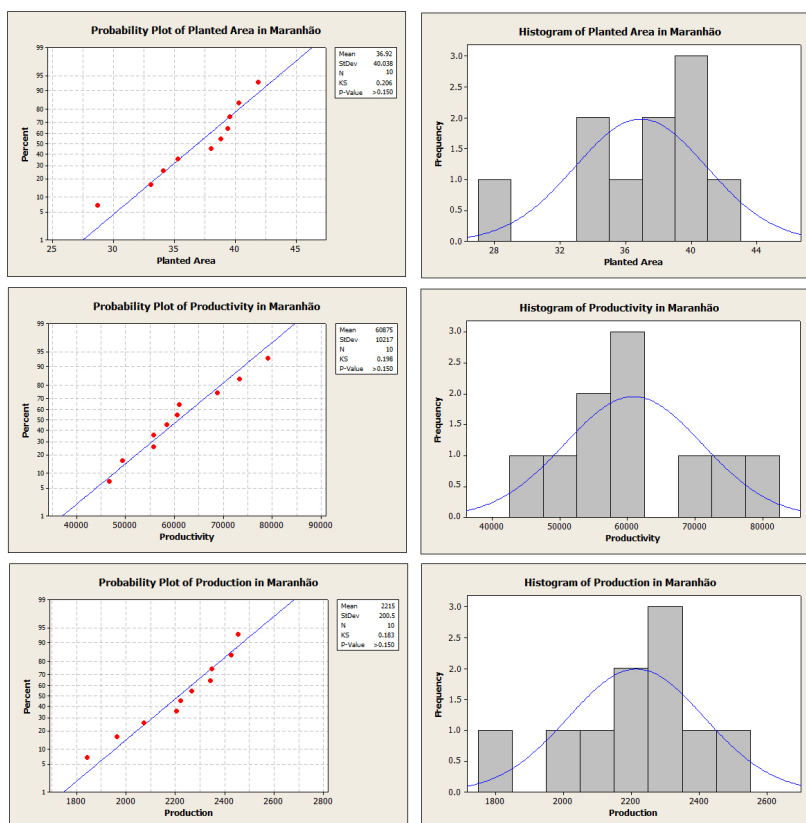 Probability Plot of Planted Area in Maranhão
99
95
90
80
70
60
50
40
30
20
10
5
1
Percent
25 30 35 40 45
Planted Area
Mean 36.92
StDev 40.038
N 10
KS 0.206
P-Value >0.150
Histogram of Planted Area in Maranhão
3.0
2.5
2.0
1.5
1.0
0.5
0.0
Frequency
28 32 36 40 44
Planted Area
Probability Plot of Productivity in Maranhão
99
95
90
80
70
60
50
40
30
20
10
5
1
Percent
40000 50000 60000 70000 80000 90000
Productivity
Mean 60875
StDev 10217
N 10
KS 0.198
P-Value >0.150
Histogram of Productivity in Maranhão
3.0
2.5
2.0
1.5
1.0
0.5
0.0
Frequency
40000 50000 60000 70000 80000
Productivity
Probability Plot of Production in Maranhão
99
95
90
80
70
60
50
40
30
20
10
5
1
Percent
1800 2000 2200 2400 2600 2800
Production
Mean 2215
StDev 200.5
N 10
KS 0.183
P-Value >0.150
Histogram of Production in Maranhão
3.0
2.5
2.0
1.5
1.0
0.5
0.0
Frequency
1800 2000 2200 2400 2600
Production